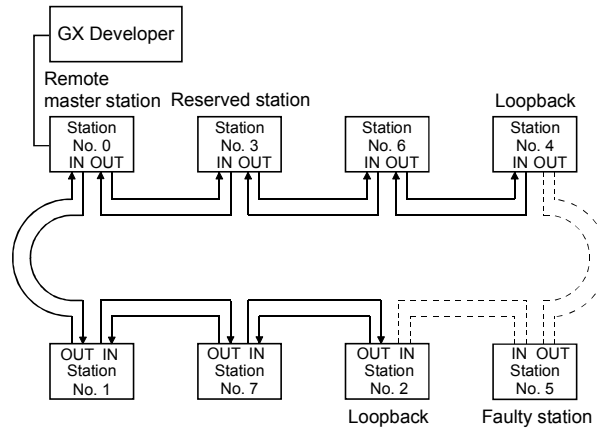 GX Developer
Remote
master station
Reserved station
Loopback
Station
No. 0
IN OUT
Station
No. 3
IN OUT
Station
No. 6
IN OUT
Station
No. 4
IN OUT
OUT IN
Station
No. 1
OUT IN
Station
No. 7
OUT IN
Station
No. 2
IN OUT
Station
No. 5
Loopback
Faulty station